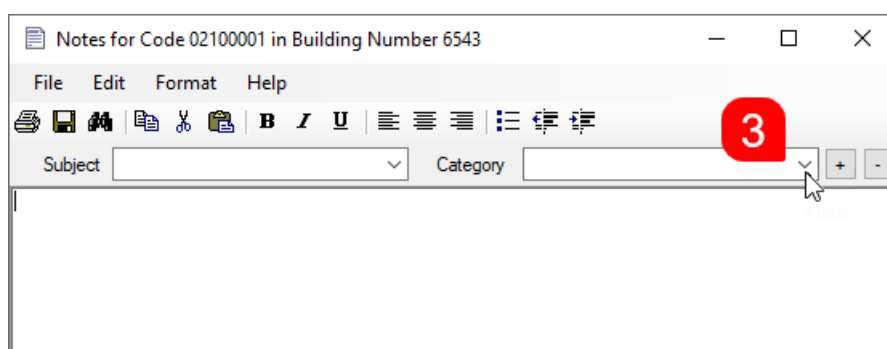 Notes for Code 02100001 in Building Number 6543
File Edit Format Help
B I U
3
Subject Category + -